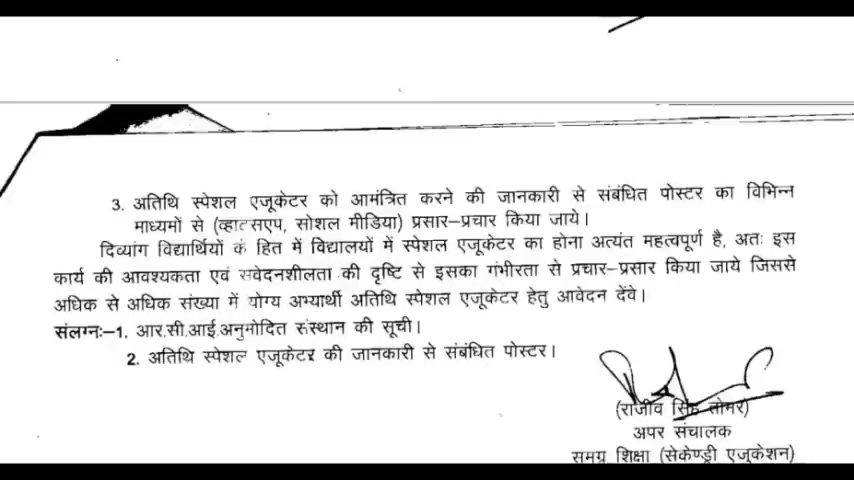 3. अतिथि स्पेशल एजूकेटर को आमंत्रित करने की जानकारी से संबंधित पोस्टर का विभिन्न
माध्यमों से (व्हाटसएप, सोशल मीडिया) प्रसार–प्रचार किया जाये।
दिव्यांग विद्यार्थियों के हित में विद्यालयों में स्पेशल एजूकेटर का होना अत्यंत महत्वपूर्ण है, अतः इस
कार्य की आवश्यकता एवं संवेदनशीलता की दृष्टि से इसका गंभीरता से प्रचार–प्रसार किया जाये जिससे
अधिक से अधिक संख्या में योग्य अभ्यार्थी अतिथि स्पेशल एजूकेटर हेतु आवेदन देंवे।
संलग्नः–1. आर.सी.आई.अनुमोदित संस्थान की सूची।
2. अतिथि स्पेशल एजूकेटर की जानकारी से संबंधित पोस्टर।
(राजीव सिंह तोमर)
अपर संचालक
समग्र शिक्षा (सेकेण्ड्री एजुकेशन)